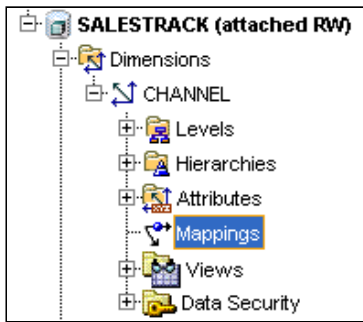 SALESTRACK (attached RW)
Dimensions
CHANNEL
Levels
Hierarchies
Attributes
Mappings
Views
Data Security